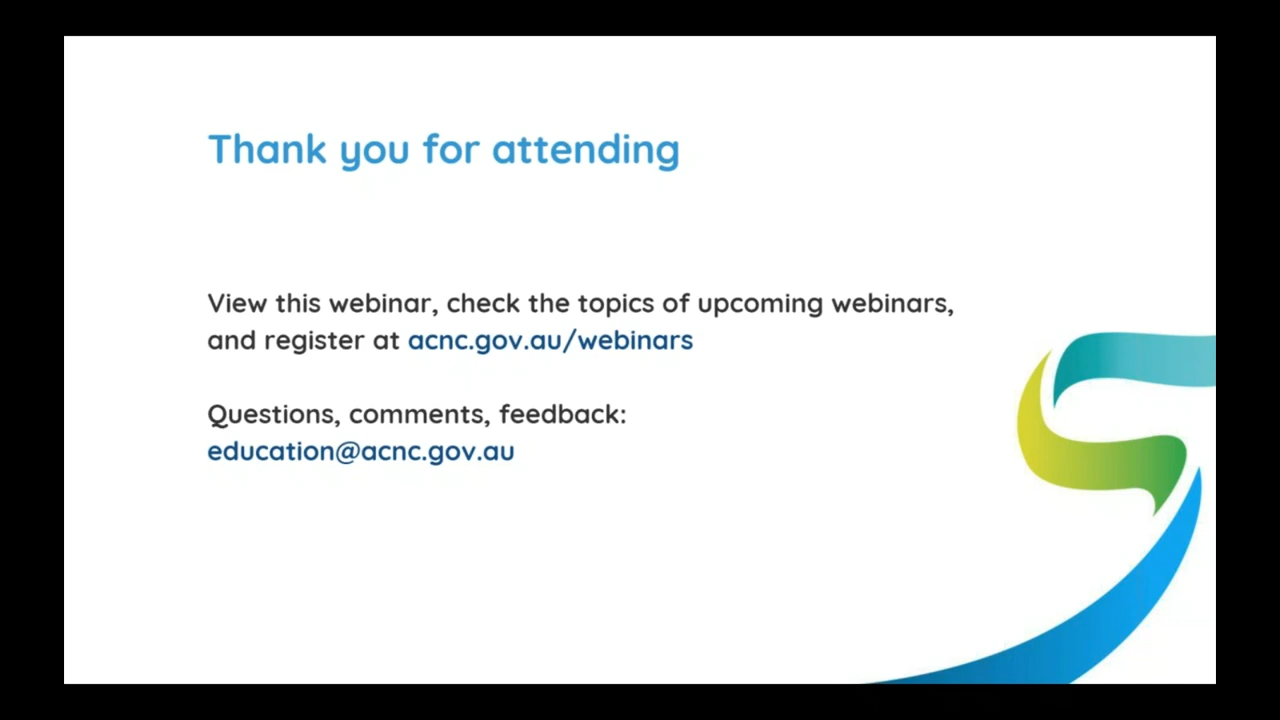 Thank you for attending
View this webinar, check the topics of upcoming webinars,
and register at acnc.gov.au/webinars
Questions, comments, feedback:
education@acnc.gov.au